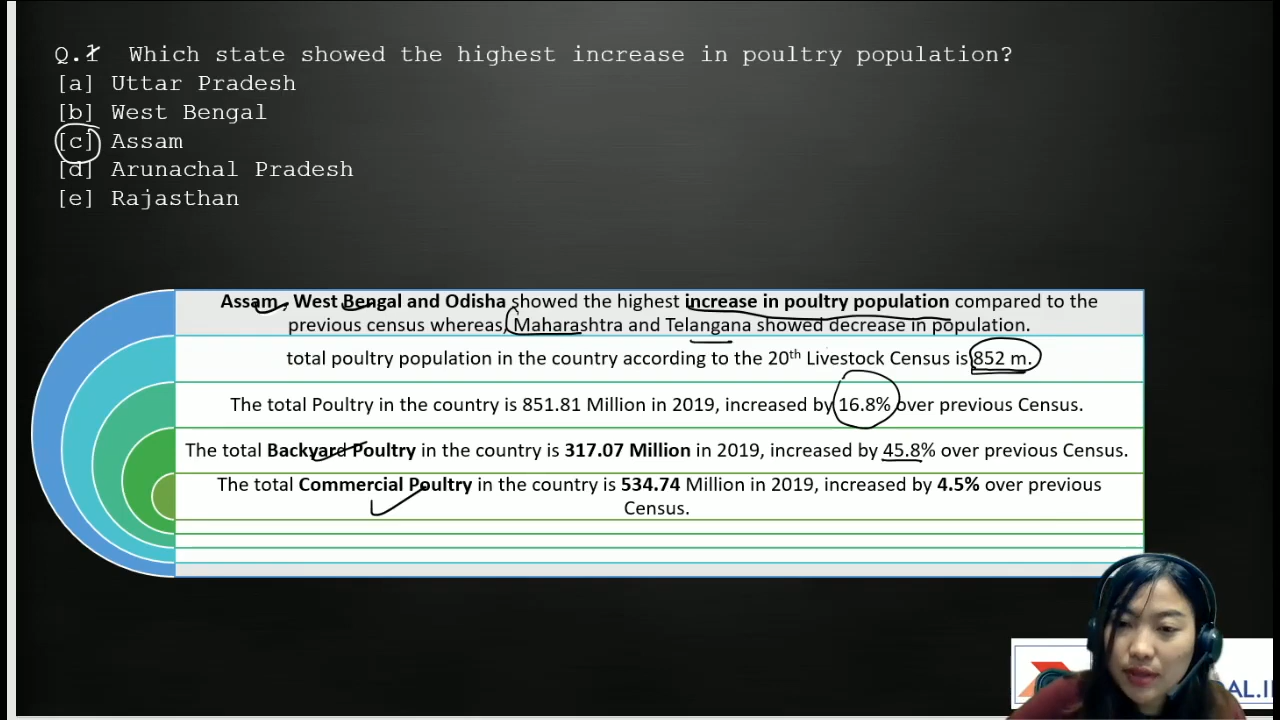 Q.1 Which state showed the highest increase in poultry population?
[a] Uttar Pradesh
[b] West Bengal
[c] Assam
[d] Arunachal Pradesh
[e] Rajasthan
Assam, West Bengal and Odisha showed the highest increase in poultry population compared to the
previous census whereas, Maharashtra and Telangana showed decrease in population.
total poultry population in the country according to the 20th Livestock Census is 852 m.
The total Poultry in the country is 851.81 Million in 2019, increased by 16.8% over previous Census.
The total Backyard Poultry in the country is 317.07 Million in 2019, increased by 45.8% over previous Census.
The total Commercial Poultry in the country is 534.74 Million in 2019, increased by 4.5% over previous
Census.
AL.I